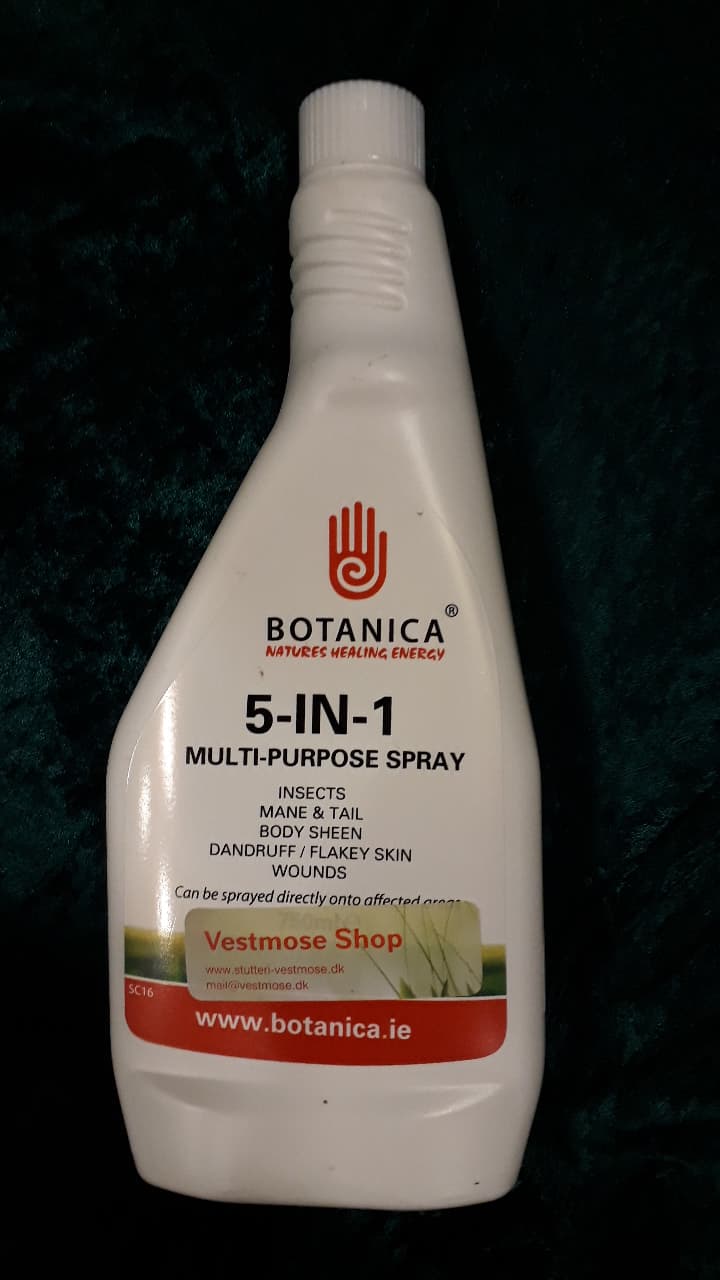 BOTANICA®
NATURES HEALING ENERGY
5-IN-1
MULTI-PURPOSE SPRAY
INSECTS
MANE & TAIL
BODY SHEEN
DANDRUFF / FLAKEY SKIN
WOUNDS
Can be sprayed directly onto affected areas
750ml
Vestmose Shop
www.stutteri-vestmose.dk
mail@vestmose.dk
SC16
www.botanica.ie